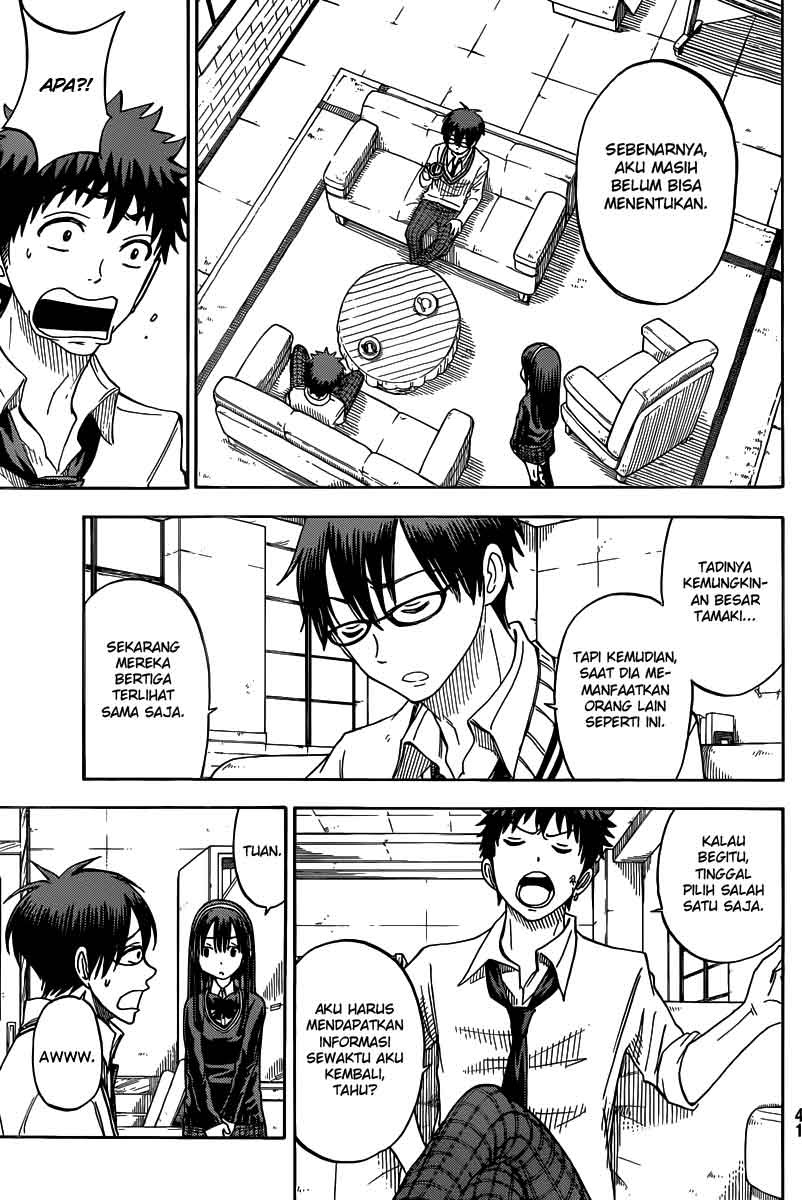 SEBENARNYA,
AKU MASIH
BELUM BISA
MENENTUKAN.
APA?!
TADINYA
KEMUNGKIN-
AN BESAR
TAMAKI...
TAPI KEMUDIAN,
SAAT DIA ME-
MANFAATKAN
ORANG LAIN
SEPERTI INI.
SEKARANG
MEREKA
BERTIGA
TERLIHAT
SAMA SAJA.
KALAU
BEGITU,
TINGGAL
PILIH SALAH
SATU SAJA.
AKU HARUS
MENDAPATKAN
INFORMASI
SEWAKTU AKU
KEMBALI,
TAHU?
TUAN.
AWWW.
41